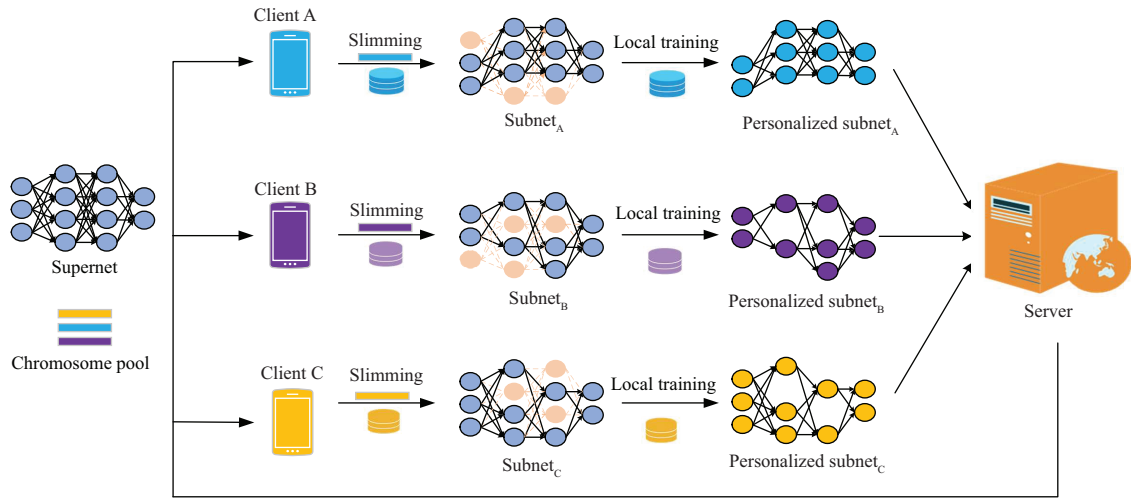 Client A
Slimming
Local training
Subnet_A
Personalized subnet_A
Supernet
Chromosome pool
Client B
Slimming
Local training
Subnet_B
Personalized subnet_B
Server
Client C
Slimming
Local training
Subnet_C
Personalized subnet_C